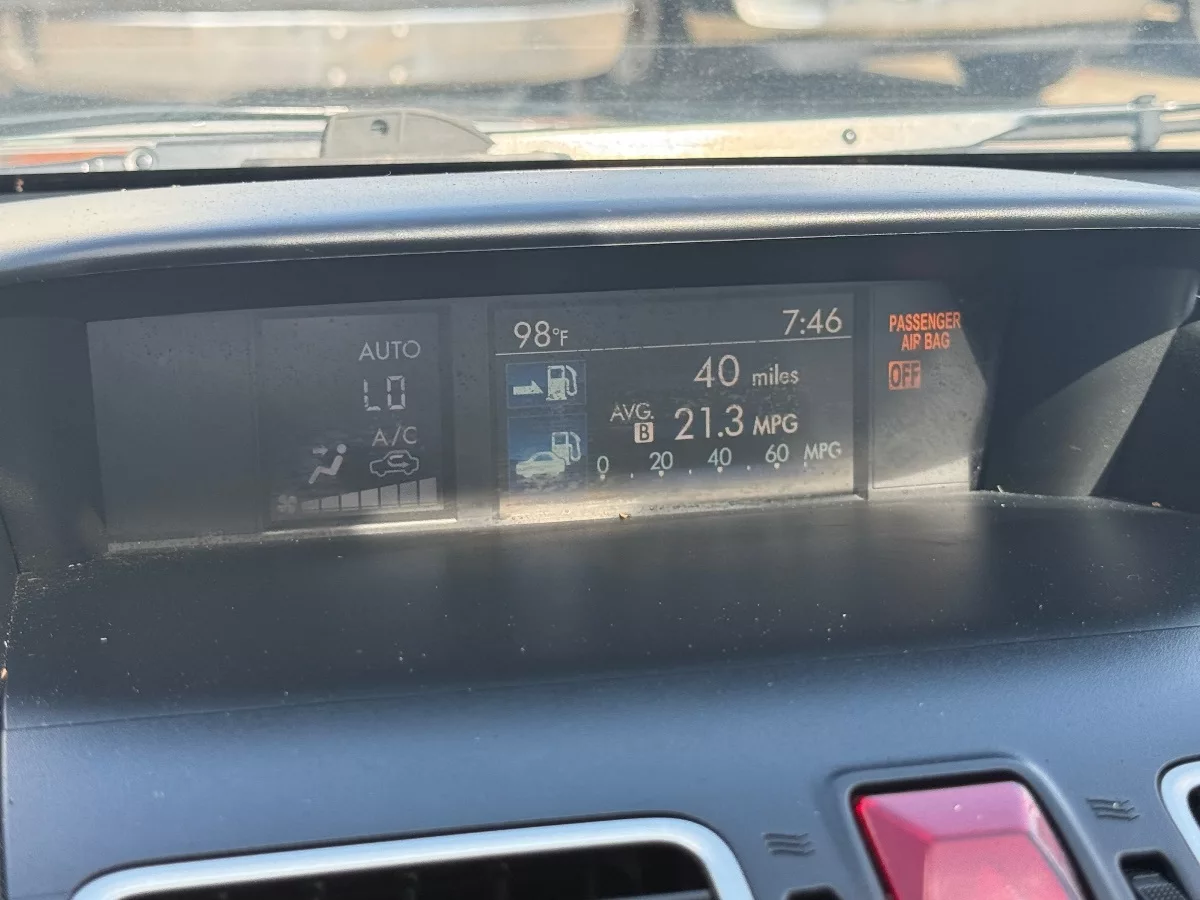 AUTO
LO
A/C
98°F 7:46
40 miles
AVG. B 21.3 MPG
0 20 40 60 MPG
PASSENGER
AIR BAG
OFF